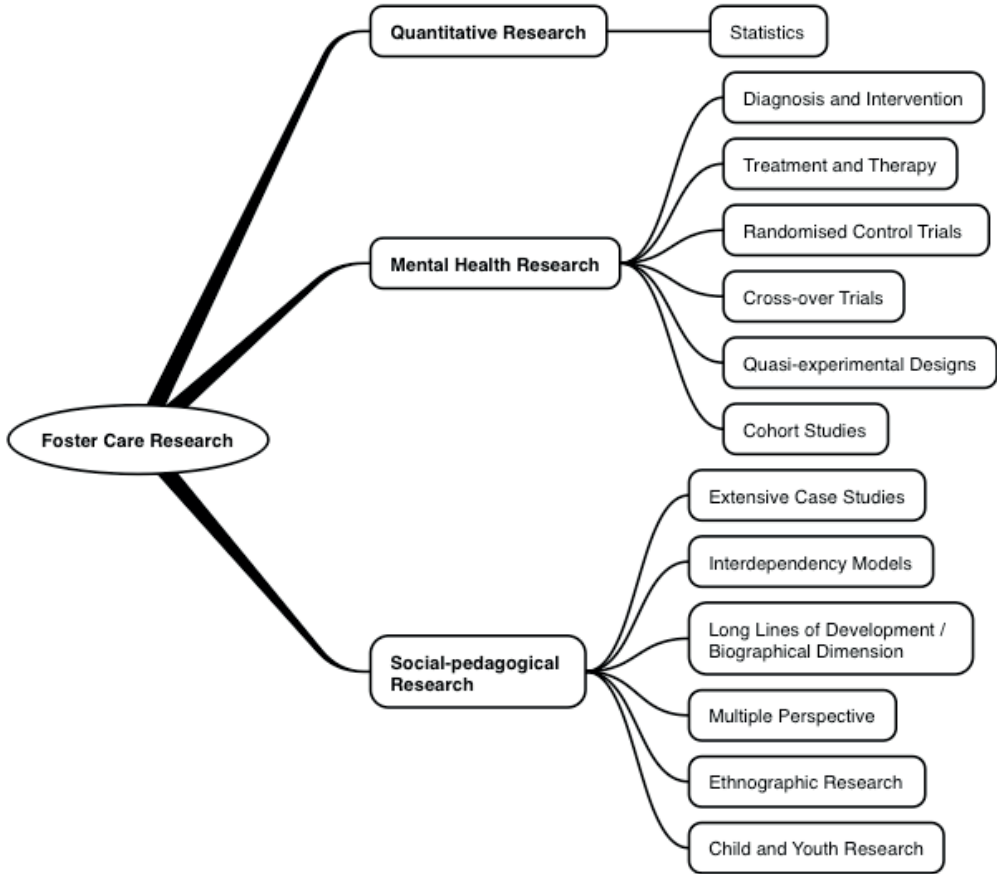 Quantitative Research
Statistics
Diagnosis and Intervention
Treatment and Therapy
Randomised Control Trials
Mental Health Research
Cross-over Trials
Quasi-experimental Designs
Cohort Studies
Foster Care Research
Extensive Case Studies
Interdependency Models
Long Lines of Development /
Biographical Dimension
Social-pedagogical
Research
Multiple Perspective
Ethnographic Research
Child and Youth Research